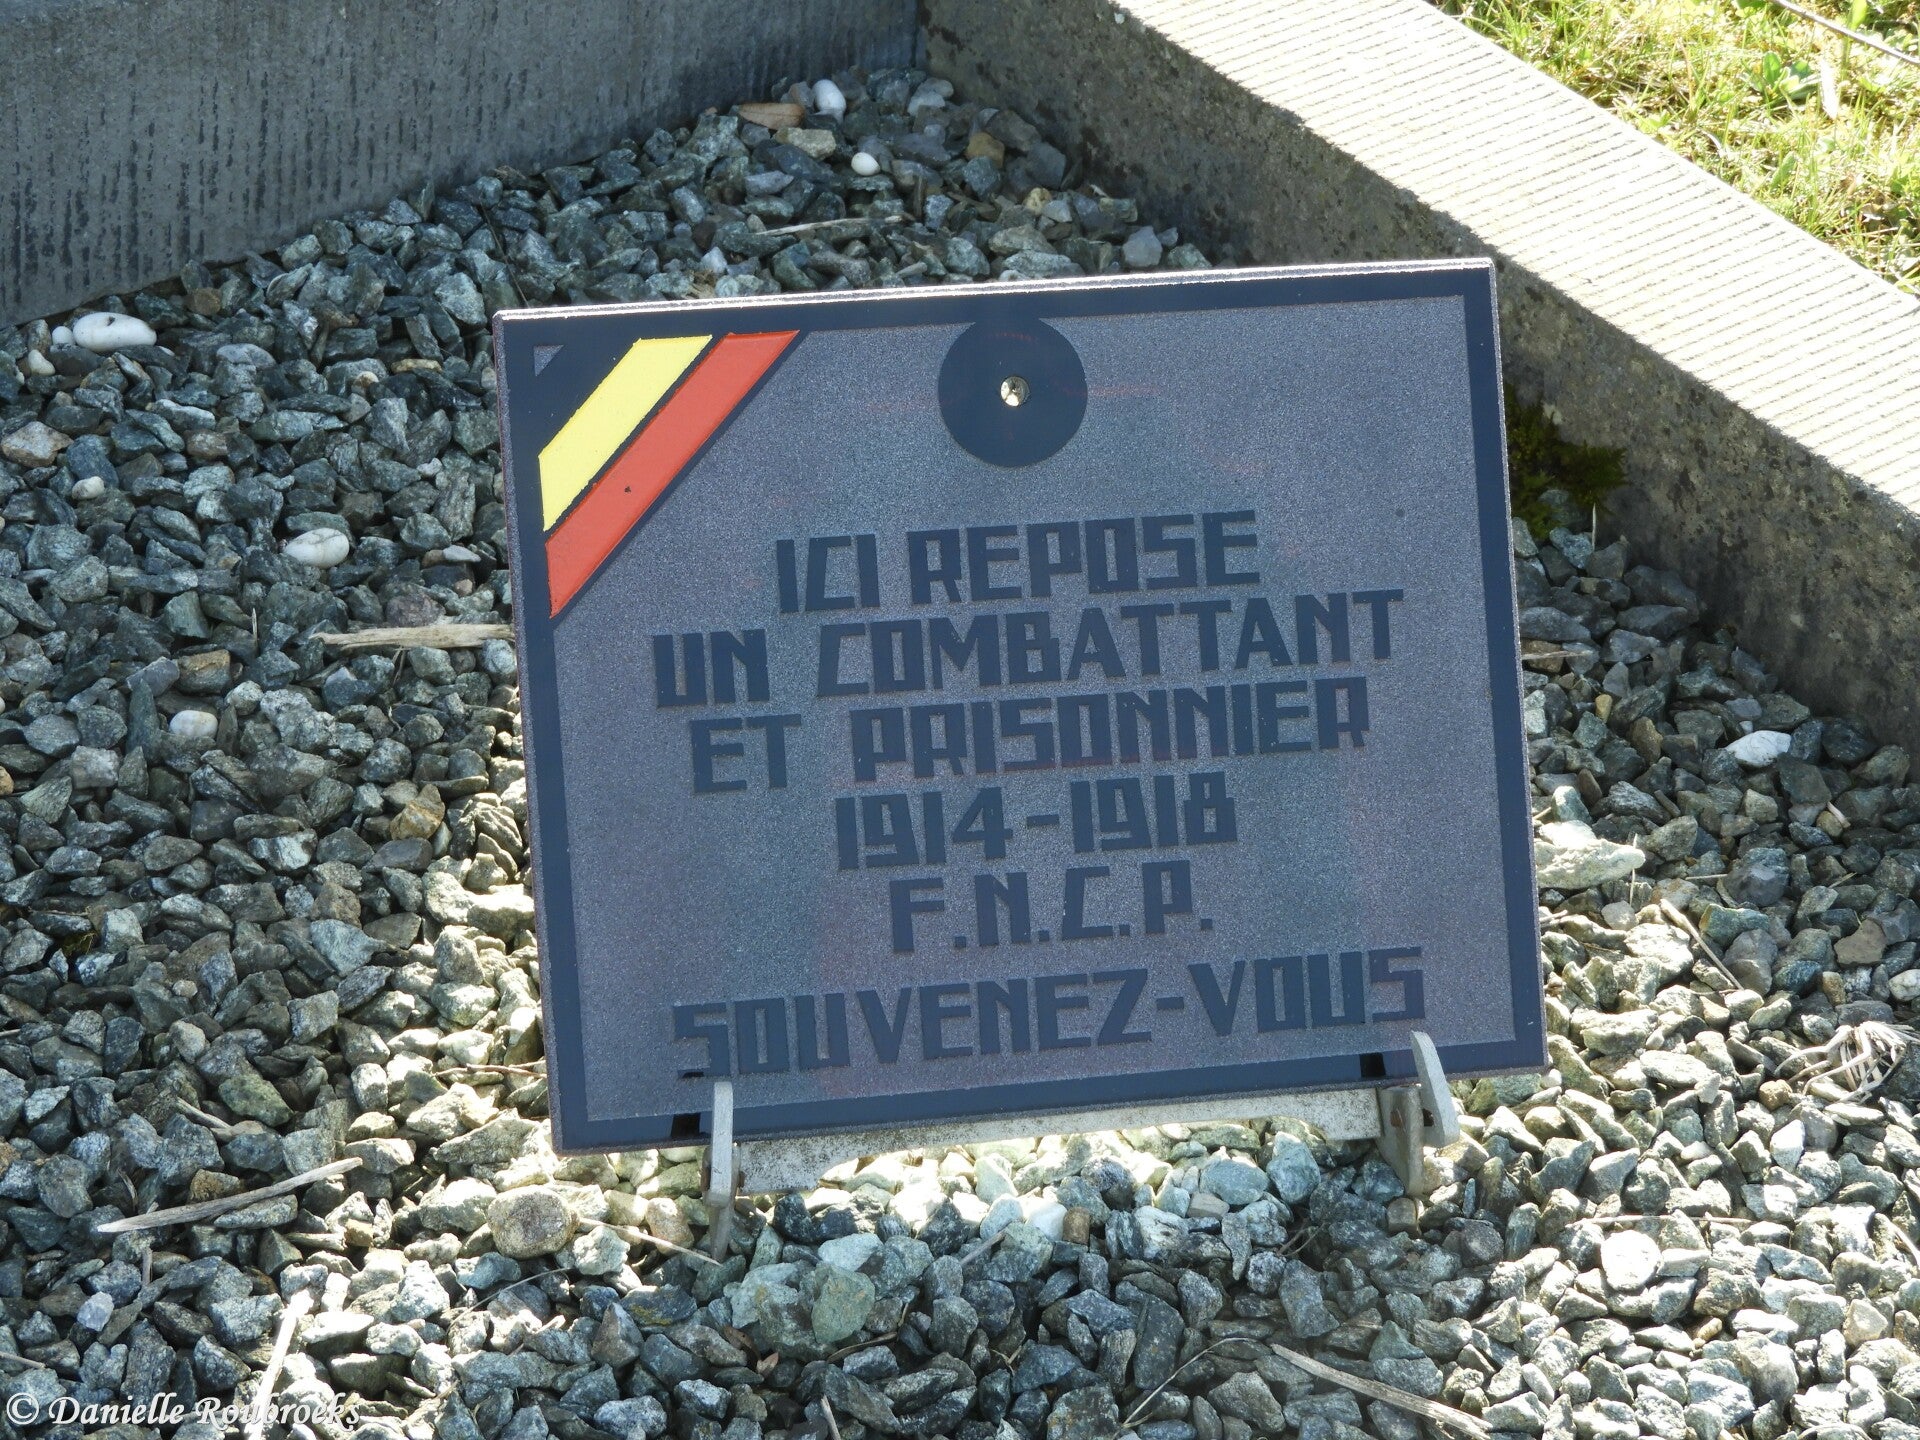 ICI REPOSE
UN COMBATTANT
ET PRISONNIER
1914-1918
F.N.C.P.
SOUVENEZ-VOUS
© Danielle Roubroeks